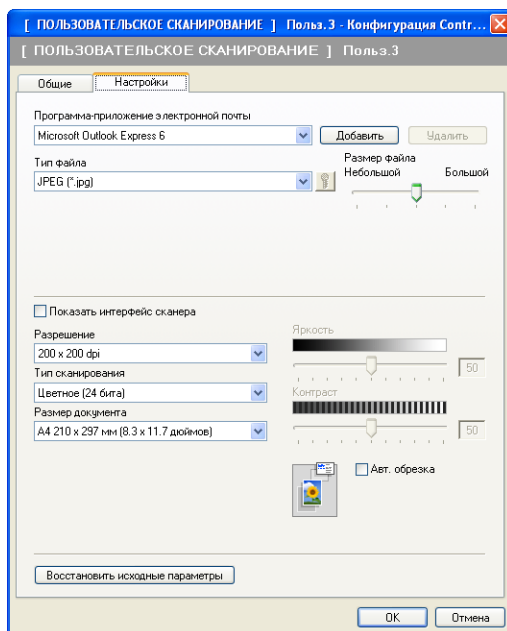 [ ПОЛЬЗОВАТЕЛЬСКОЕ СКАНИРОВАНИЕ ] Польз.3 - Конфигурация Contr...
[ ПОЛЬЗОВАТЕЛЬСКОЕ СКАНИРОВАНИЕ ] Польз.3
Общие Настройки
Программа-приложение электронной почты
Microsoft Outlook Express 6 Добавить Удалить
Тип файла Размер файла
Небольшой Большой
JPEG (*.jpg)
Показать интерфейс сканера
Разрешение Яркость
200 x 200 dpi
50
Тип сканирования
Цветное (24 бита) Контраст
Размер документа
A4 210 x 297 мм (8.3 x 11.7 дюймов) 50
Авт. обрезка
Восстановить исходные параметры
OK Отмена